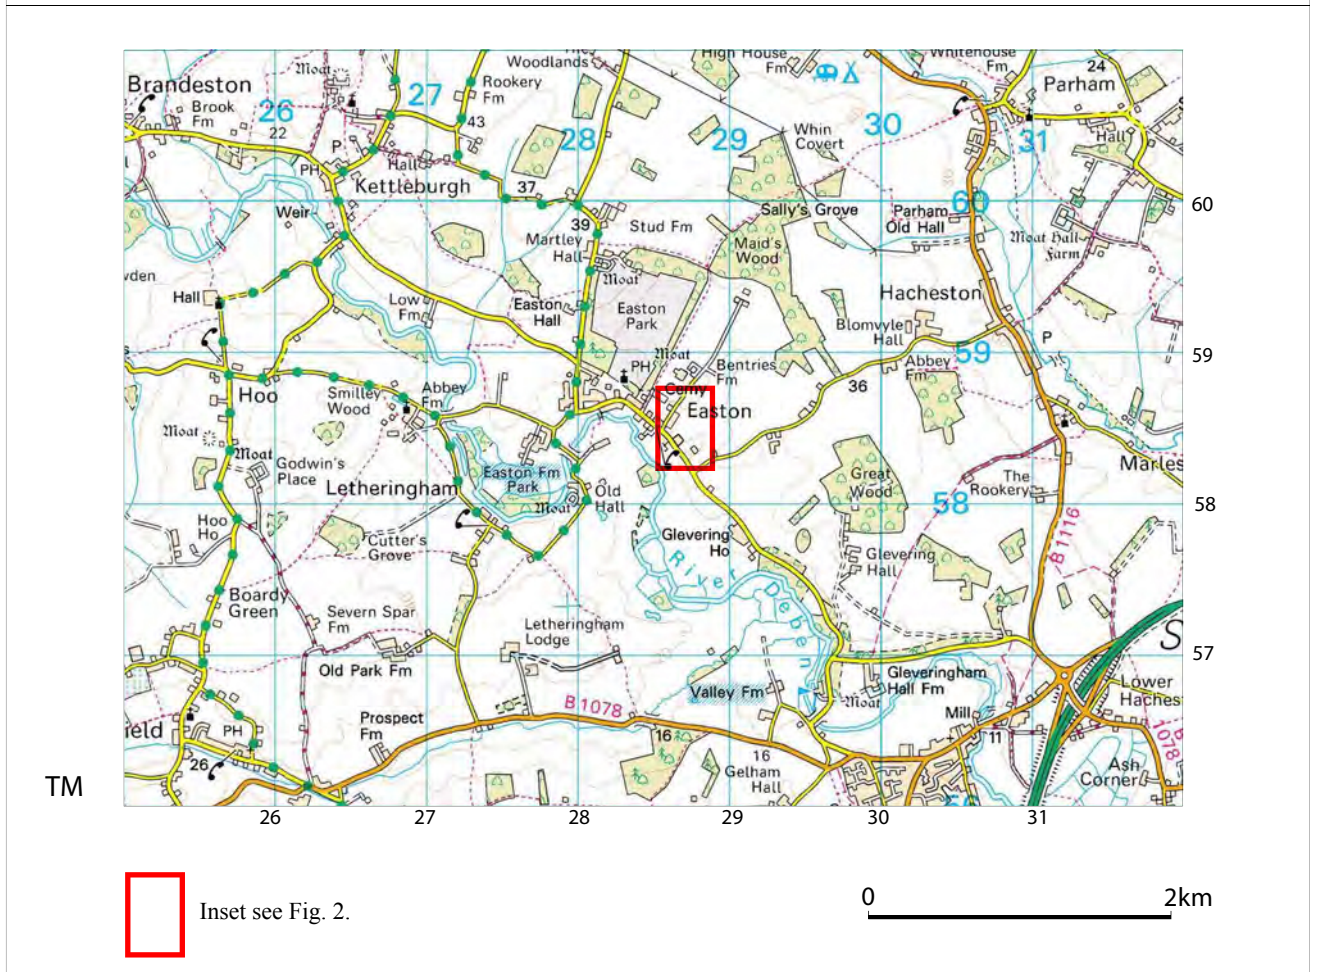 Woodlands
High House
Fm
Whitehouse
Fm
24
Parham
Brandeston
Moat
27
Rookery
Fm
Brook
Fm
26
22
43
28
29
Whin
Covert
30
31
Hall
P
PH
Hall
Kettleburgh
37
60
60
Weir
39
Stud Fm
Sally's Grove
Parham
Old Hall
Martley
Hall
Maid's
Wood
Moat Hall
Farm
Moat
Hall
Low
Fm
Easton
Hall
Easton
Park
Hacheston
Blomvyle
Hall
P
59
59
Moat
PH
Bentries
Fm
Abbey
Fm
36
Hoo
Smilley
Wood
Abbey
Fm
Cemy
Easton
Moat
Moat
Godwin's
Place
Letheringham
Easton Fm
Park
Great
Wood
Marles
The
Rookery
Moat
Old
Hall
58
58
Hoo
Ho
Cutter's
Grove
Glevering
Ho
Glevering
Hall
B1116
River Deben
Boardy
Green
Severn Spar
Fm
Letheringham
Lodge
S
57
Old Park Fm
Valley Fm
Moat
Gleveringham
Hall Fm
Lower
Haches
B1078
Prospect
Fm
Mill
11
ield
PH
26
16
16
Gelham
Hall
Ash
Corner
B
1078
TM
26
27
28
29
30
31
Inset see Fig. 2.
0
2km